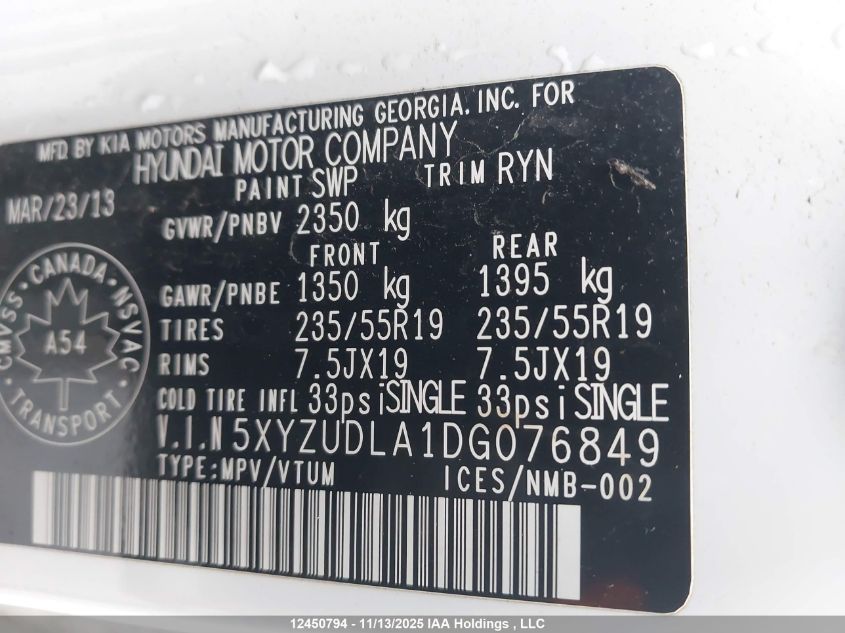 MFD. BY KIA MOTORS MANUFACTURING GEORGIA. INC. FOR
HYUNDAI MOTOR COMPANY
PAINT SWP TRIM RYN
MAR/23/13
GVWR/PNBV 2350 kg
FRONT REAR
GAWR/PNBE 1350 kg 1395 kg
TIRES 235/55R19 235/55R19
RIMS 7.5JX19 7.5JX19
COLD TIRE INFL 33psiSINGLE 33psiSINGLE
V.I.N 5XYZUDLA1DG076849
TYPE:MPV/VTUM ICES/NMB-002
CMVSS · CANADA · NSVAC
A54
· TRANSPORT ·
12450794 - 11/13/2025 IAA Holdings , LLC